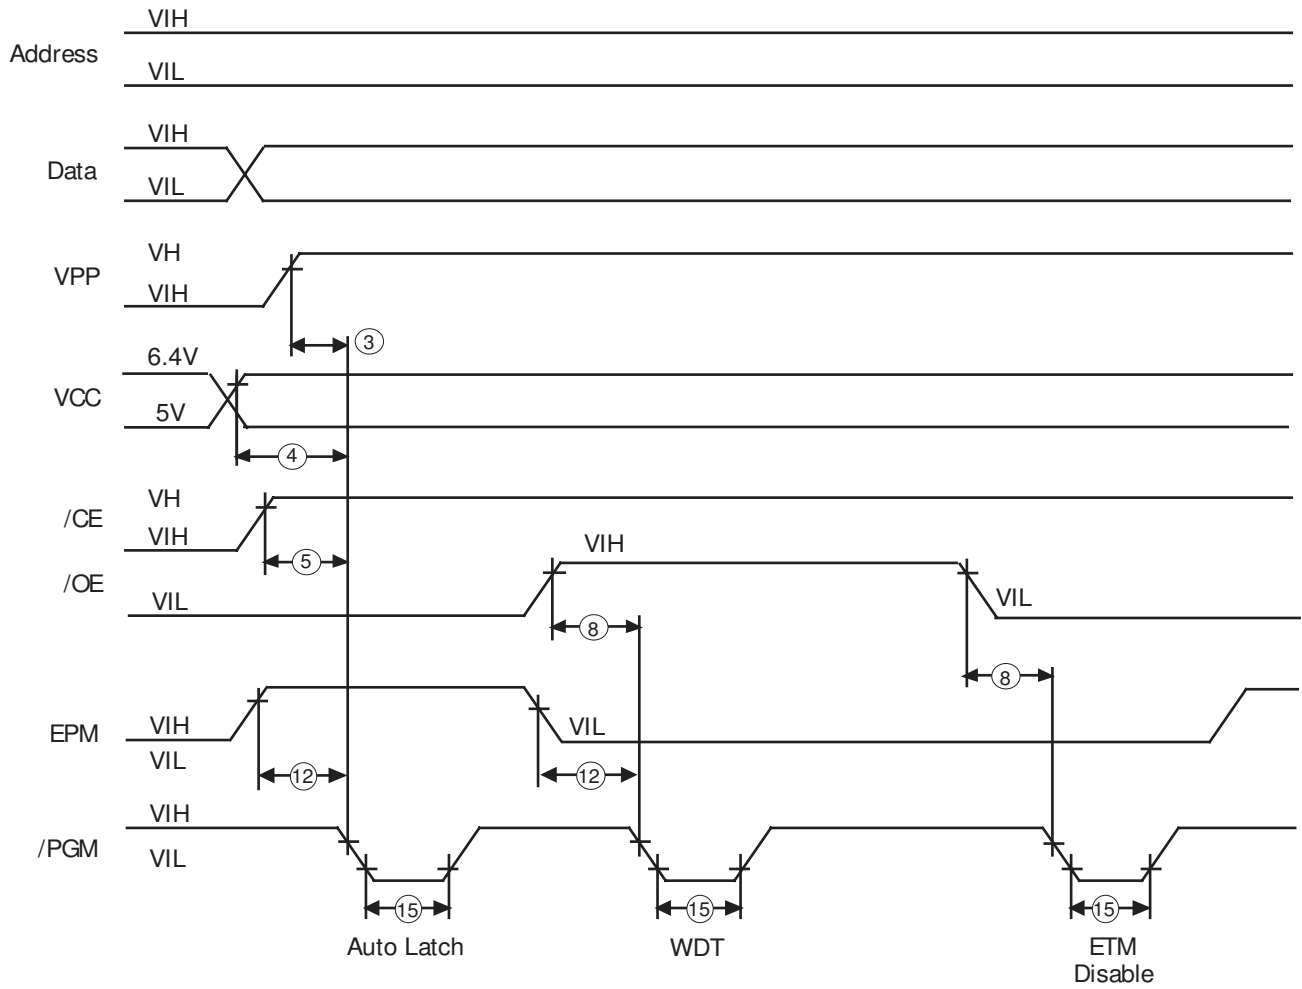 VIH
Address
VIL
VIH
Data
VIL
VH
VPP
VIH
3
6.4V
VCC
5V
4
VH
/CE
VIH
5
VIH
/OE
VIL
VIL
8
8
EPM
VIH
VIL
VIL
12
12
VIH
/PGM
VIL
15
15
15
Auto Latch
WDT
ETM
Disable